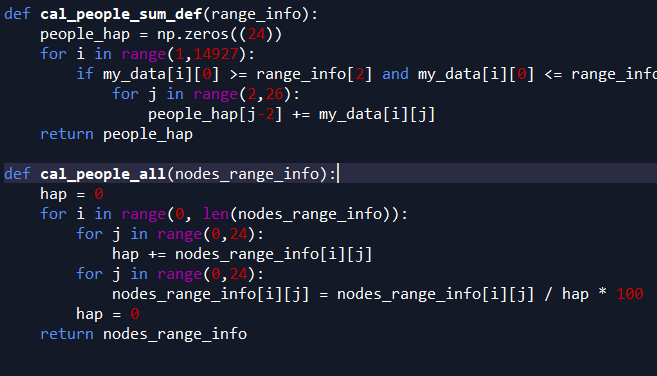 def cal_people_sum_def(range_info):
    people_hap = np.zeros((24))
    for i in range(1,14927):
        if my_data[i][0] >= range_info[2] and my_data[i][0] <= range_info
            for j in range(2,26):
                people_hap[j-2] += my_data[i][j]
    return people_hap

def cal_people_all(nodes_range_info):
    hap = 0
    for i in range(0, len(nodes_range_info)):
        for j in range(0,24):
            hap += nodes_range_info[i][j]
        for j in range(0,24):
            nodes_range_info[i][j] = nodes_range_info[i][j] / hap * 100
        hap = 0
    return nodes_range_info